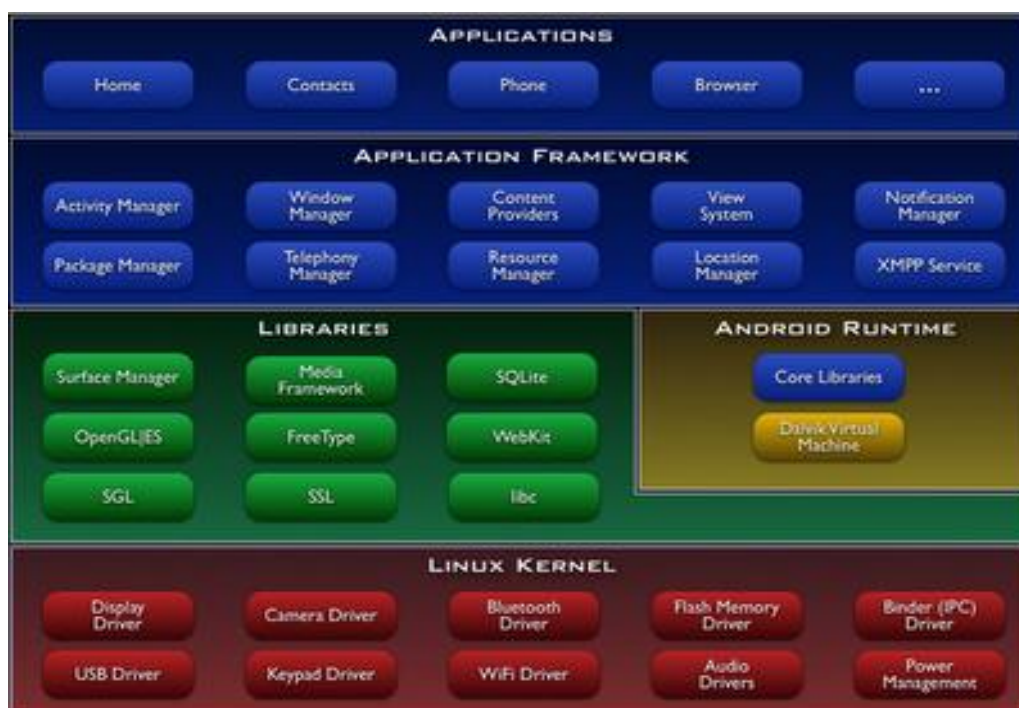 APPLICATIONS
Home
Contacts
Phone
Browser
...
APPLICATION FRAMEWORK
Activity Manager
Window
Manager
Content
Providers
View
System
Notification
Manager
Package Manager
Telephony
Manager
Resource
Manager
Location
Manager
XMPP Service
LIBRARIES
Surface Manager
Media
Framework
SQLite
OpenGL|ES
FreeType
WebKit
SGL
SSL
libc
ANDROID RUNTIME
Core Libraries
Dalvik Virtual
Machine
LINUX KERNEL
Display
Driver
Camera Driver
Bluetooth
Driver
Flash Memory
Driver
Binder (IPC)
Driver
USB Driver
Keypad Driver
WiFi Driver
Audio
Drivers
Power
Management